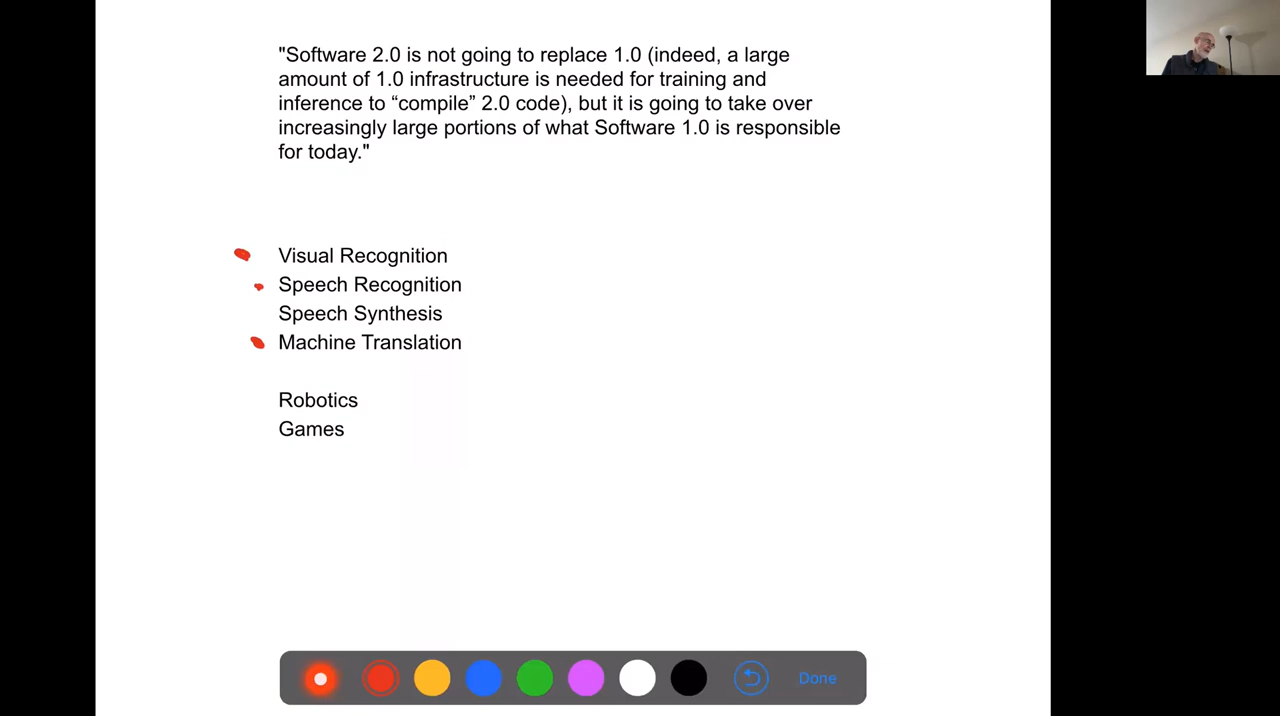 "Software 2.0 is not going to replace 1.0 (indeed, a large
amount of 1.0 infrastructure is needed for training and
inference to “compile” 2.0 code), but it is going to take over
increasingly large portions of what Software 1.0 is responsible
for today."
Visual Recognition
Speech Recognition
Speech Synthesis
Machine Translation
Robotics
Games
Done